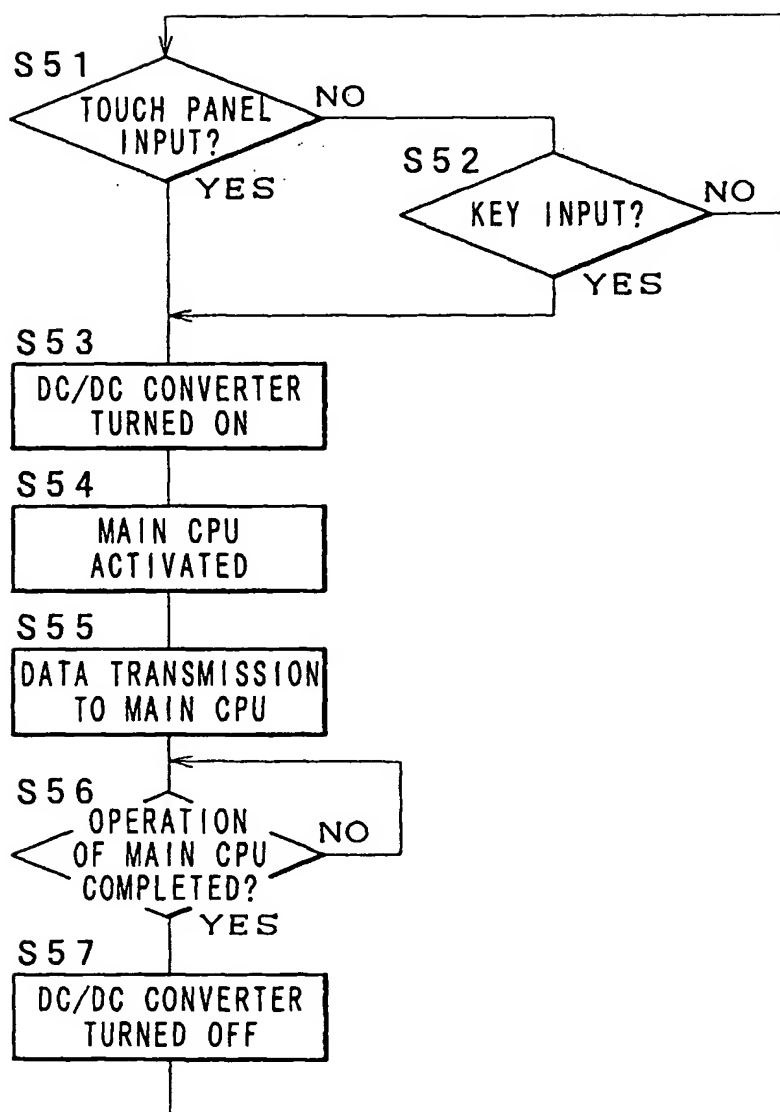 S51
TOUCH PANEL
INPUT?
NO
YES
S52
KEY INPUT?
NO
YES
S53
DC/DC CONVERTER
TURNED ON
S54
MAIN CPU
ACTIVATED
S55
DATA TRANSMISSION
TO MAIN CPU
S56
OPERATION
OF MAIN CPU
COMPLETED?
NO
YES
S57
DC/DC CONVERTER
TURNED OFF